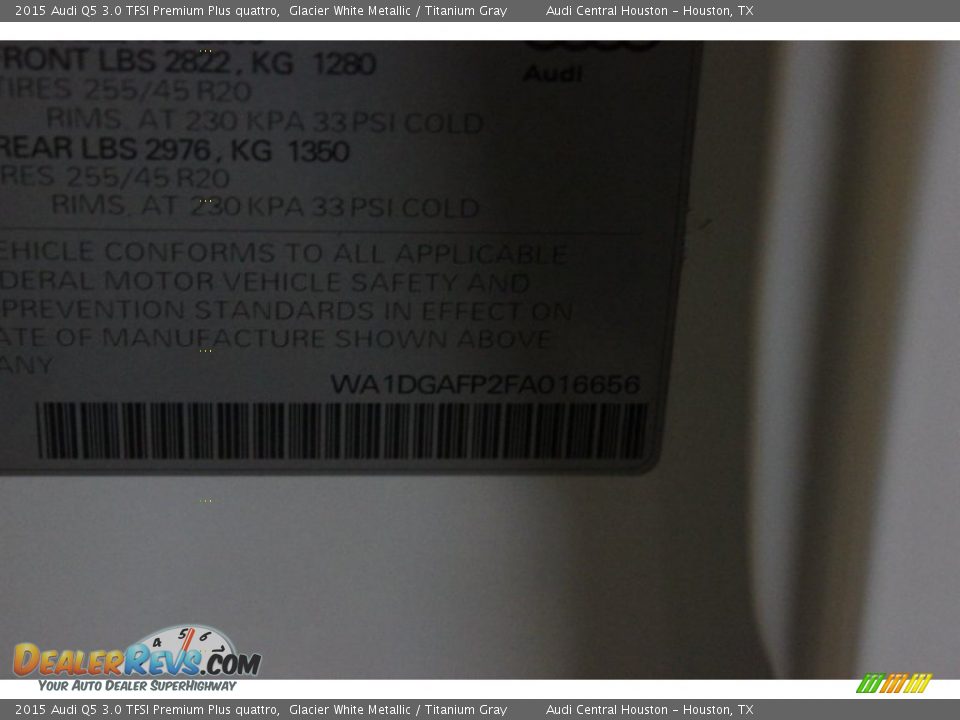 2015 Audi Q5 3.0 TFSI Premium Plus quattro, Glacier White Metallic / Titanium Gray Audi Central Houston - Houston, TX
FRONT LBS 2822, KG 1280
TIRES 255/45 R20
RIMS, AT 230 KPA 33 PSI COLD
REAR LBS 2976, KG 1350
RES 255/45 R20
RIMS, AT 230 KPA 33 PSI COLD
Audi
EHICLE CONFORMS TO ALL APPLICABLE
DERAL MOTOR VEHICLE SAFETY AND
PREVENTION STANDARDS IN EFFECT ON
ATE OF MANUFACTURE SHOWN ABOVE
ANY
WA1DGAFP2FA016656
4 5 6
DealerRevs.com
Your Auto Dealer SuperHighway
2015 Audi Q5 3.0 TFSI Premium Plus quattro, Glacier White Metallic / Titanium Gray Audi Central Houston - Houston, TX